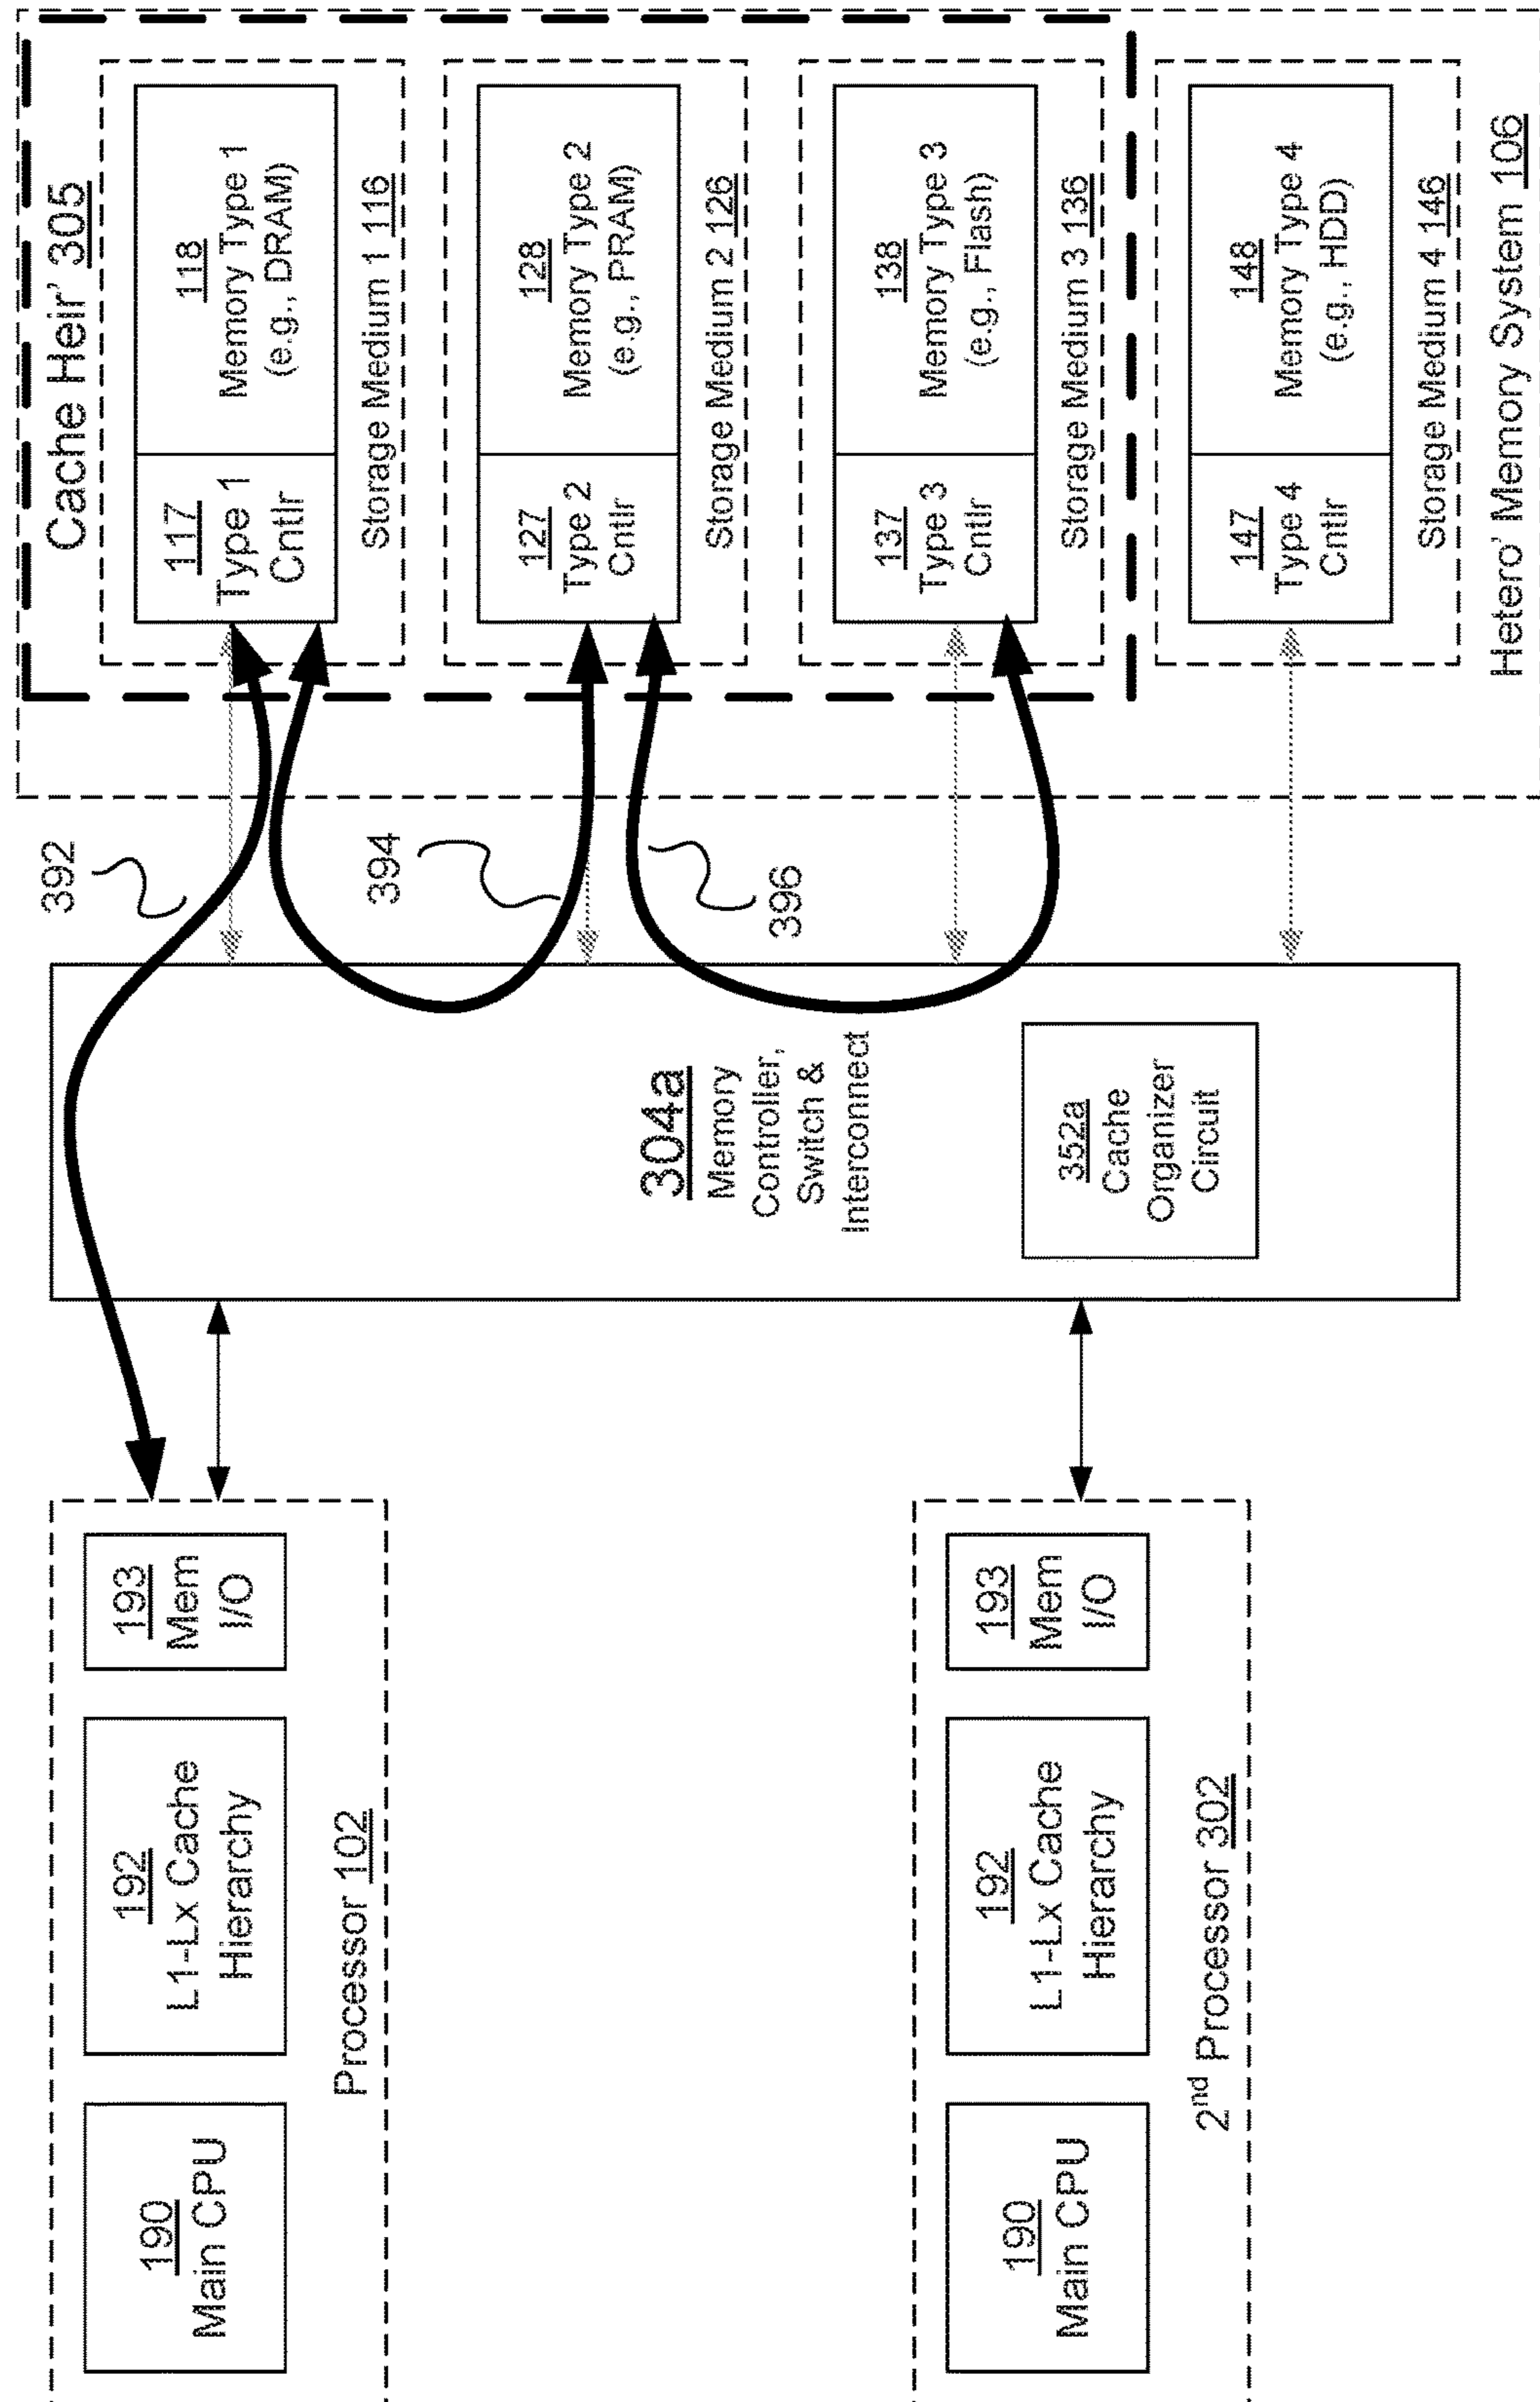 190
Main CPU
192
L1-Lx Cache
Hierarchy
193
Mem
I/O
Processor 102
190
Main CPU
192
L1-Lx Cache
Hierarchy
193
Mem
I/O
2nd Processor 302
304a
Memory
Controller,
Switch &
Interconnect
352a
Cache
Organizer
Circuit
392
394
396
Cache Heir' 305
117
Type 1
Cntlr
118
Memory Type 1
(e.g., DRAM)
Storage Medium 1 116
127
Type 2
Cntlr
128
Memory Type 2
(e.g., PRAM)
Storage Medium 2 126
137
Type 3
Cntlr
138
Memory Type 3
(e.g., Flash)
Storage Medium 3 136
147
Type 4
Cntlr
148
Memory Type 4
(e.g., HDD)
Storage Medium 4 146
Hetero' Memory System 106